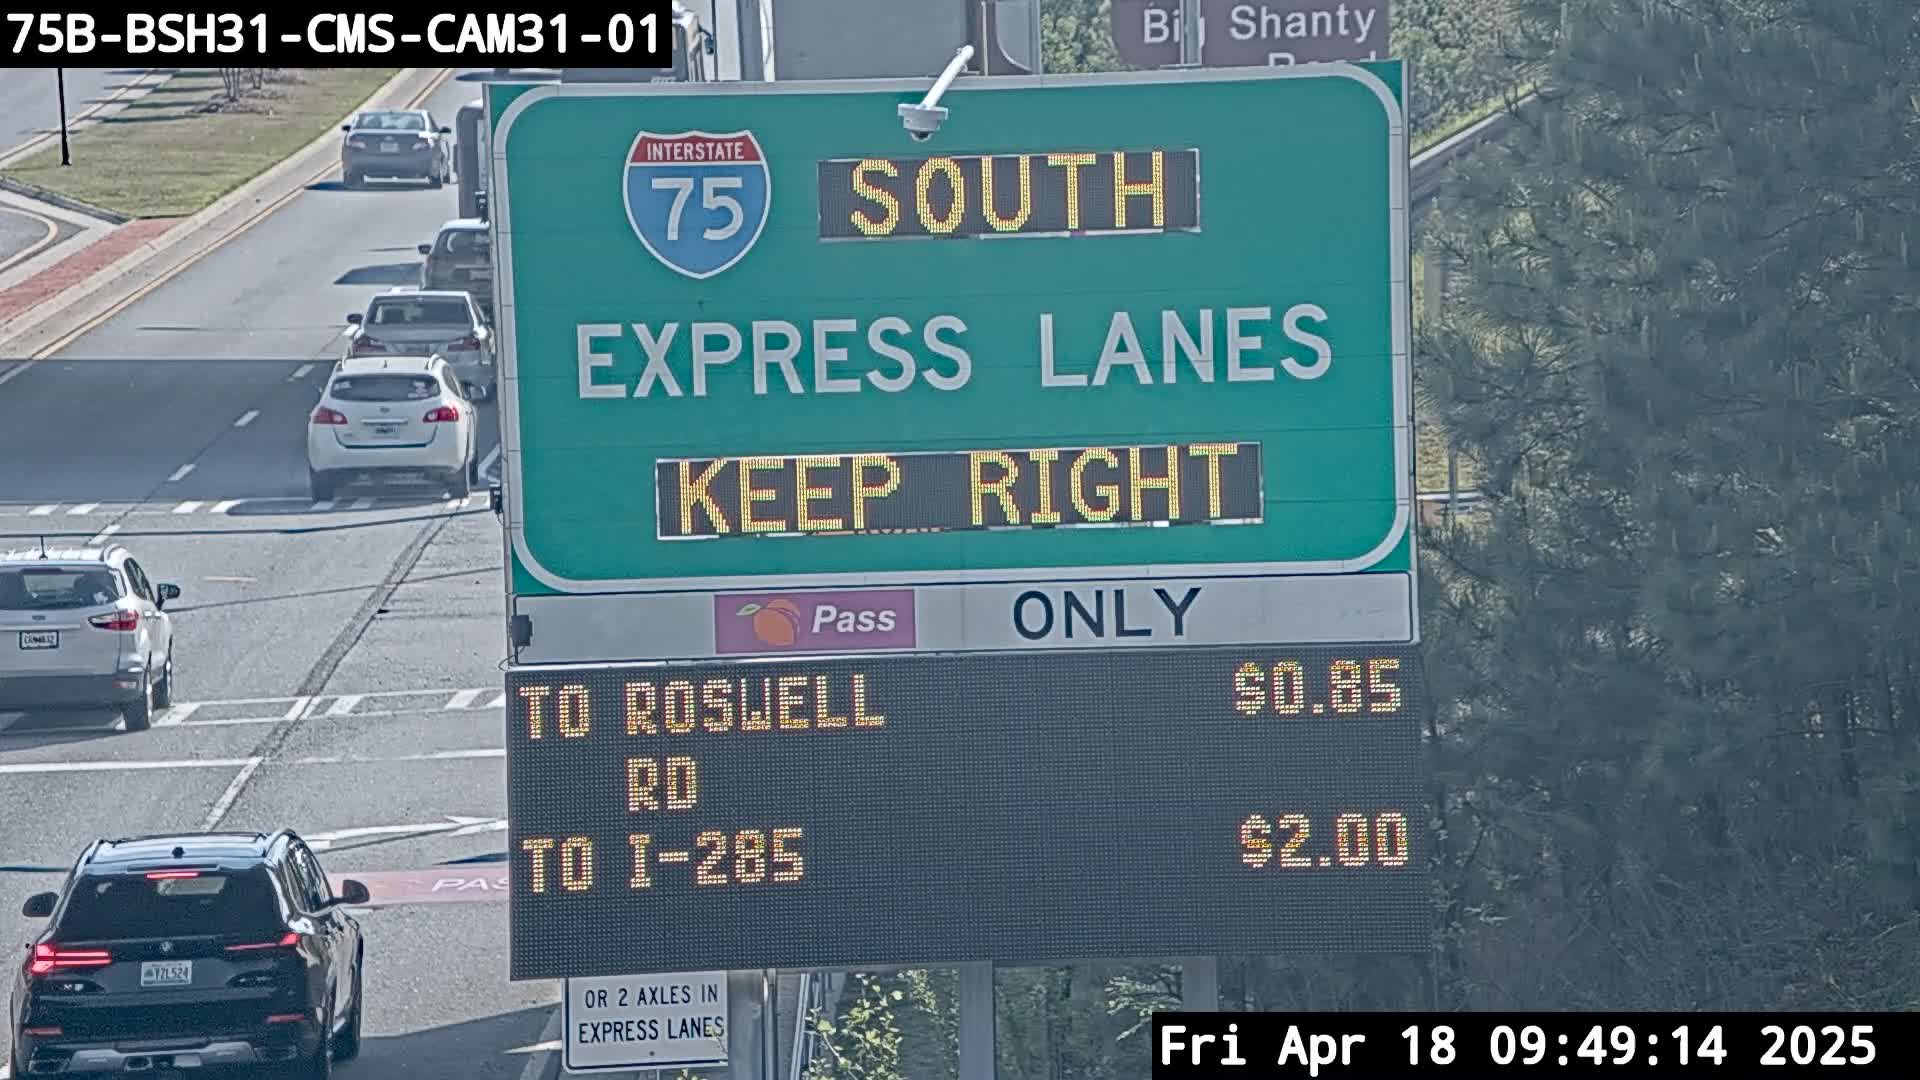 75B-BSH31-CMS-CAM31-01
Big Shanty
Road
INTERSTATE
75
SOUTH
EXPRESS LANES
KEEP RIGHT
Pass
ONLY
TO ROSWELL $0.85
RD
TO I-285 $2.00
OR 2 AXLES IN
EXPRESS LANES
Fri Apr 18 09:49:14 2025